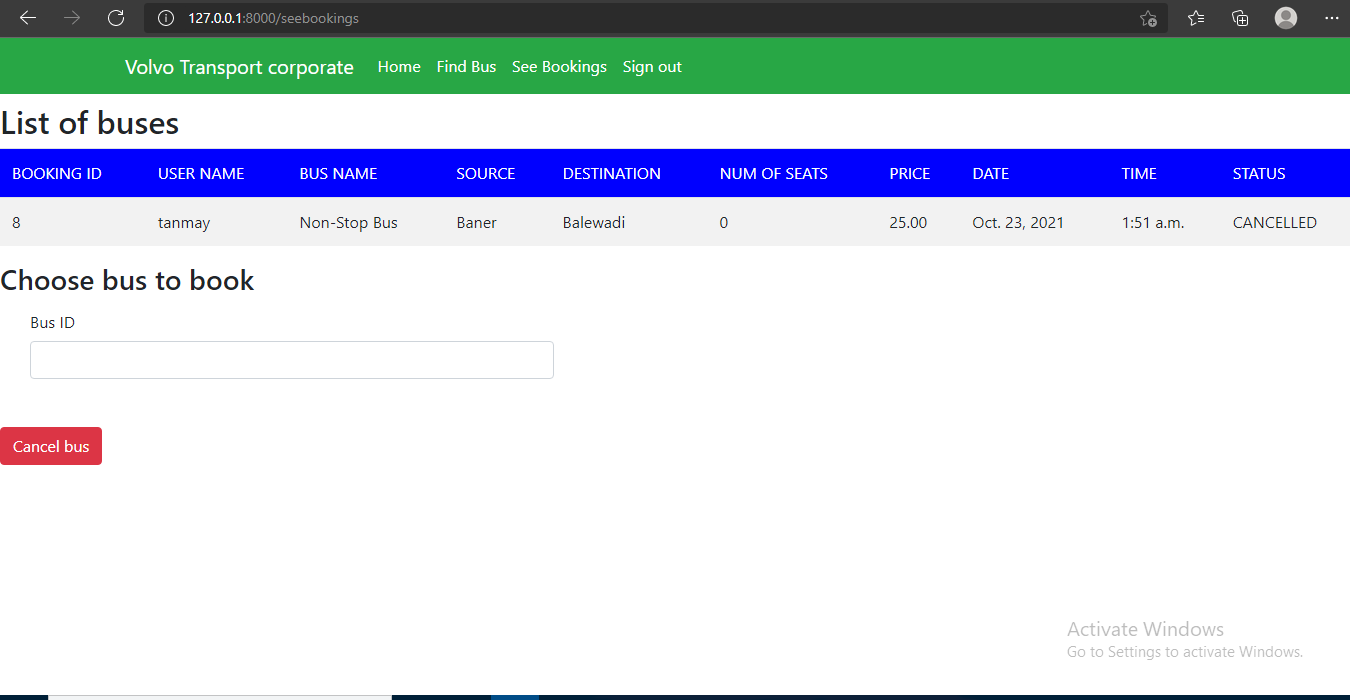 127.0.0.1:8000/seebookings
Volvo Transport corporate Home Find Bus See Bookings Sign out
List of buses
BOOKING ID USER NAME BUS NAME SOURCE DESTINATION NUM OF SEATS PRICE DATE TIME STATUS
8 tanmay Non-Stop Bus Baner Balewadi 0 25.00 Oct. 23, 2021 1:51 a.m. CANCELLED
Choose bus to book
Bus ID
Cancel bus
Activate Windows
Go to Settings to activate Windows.